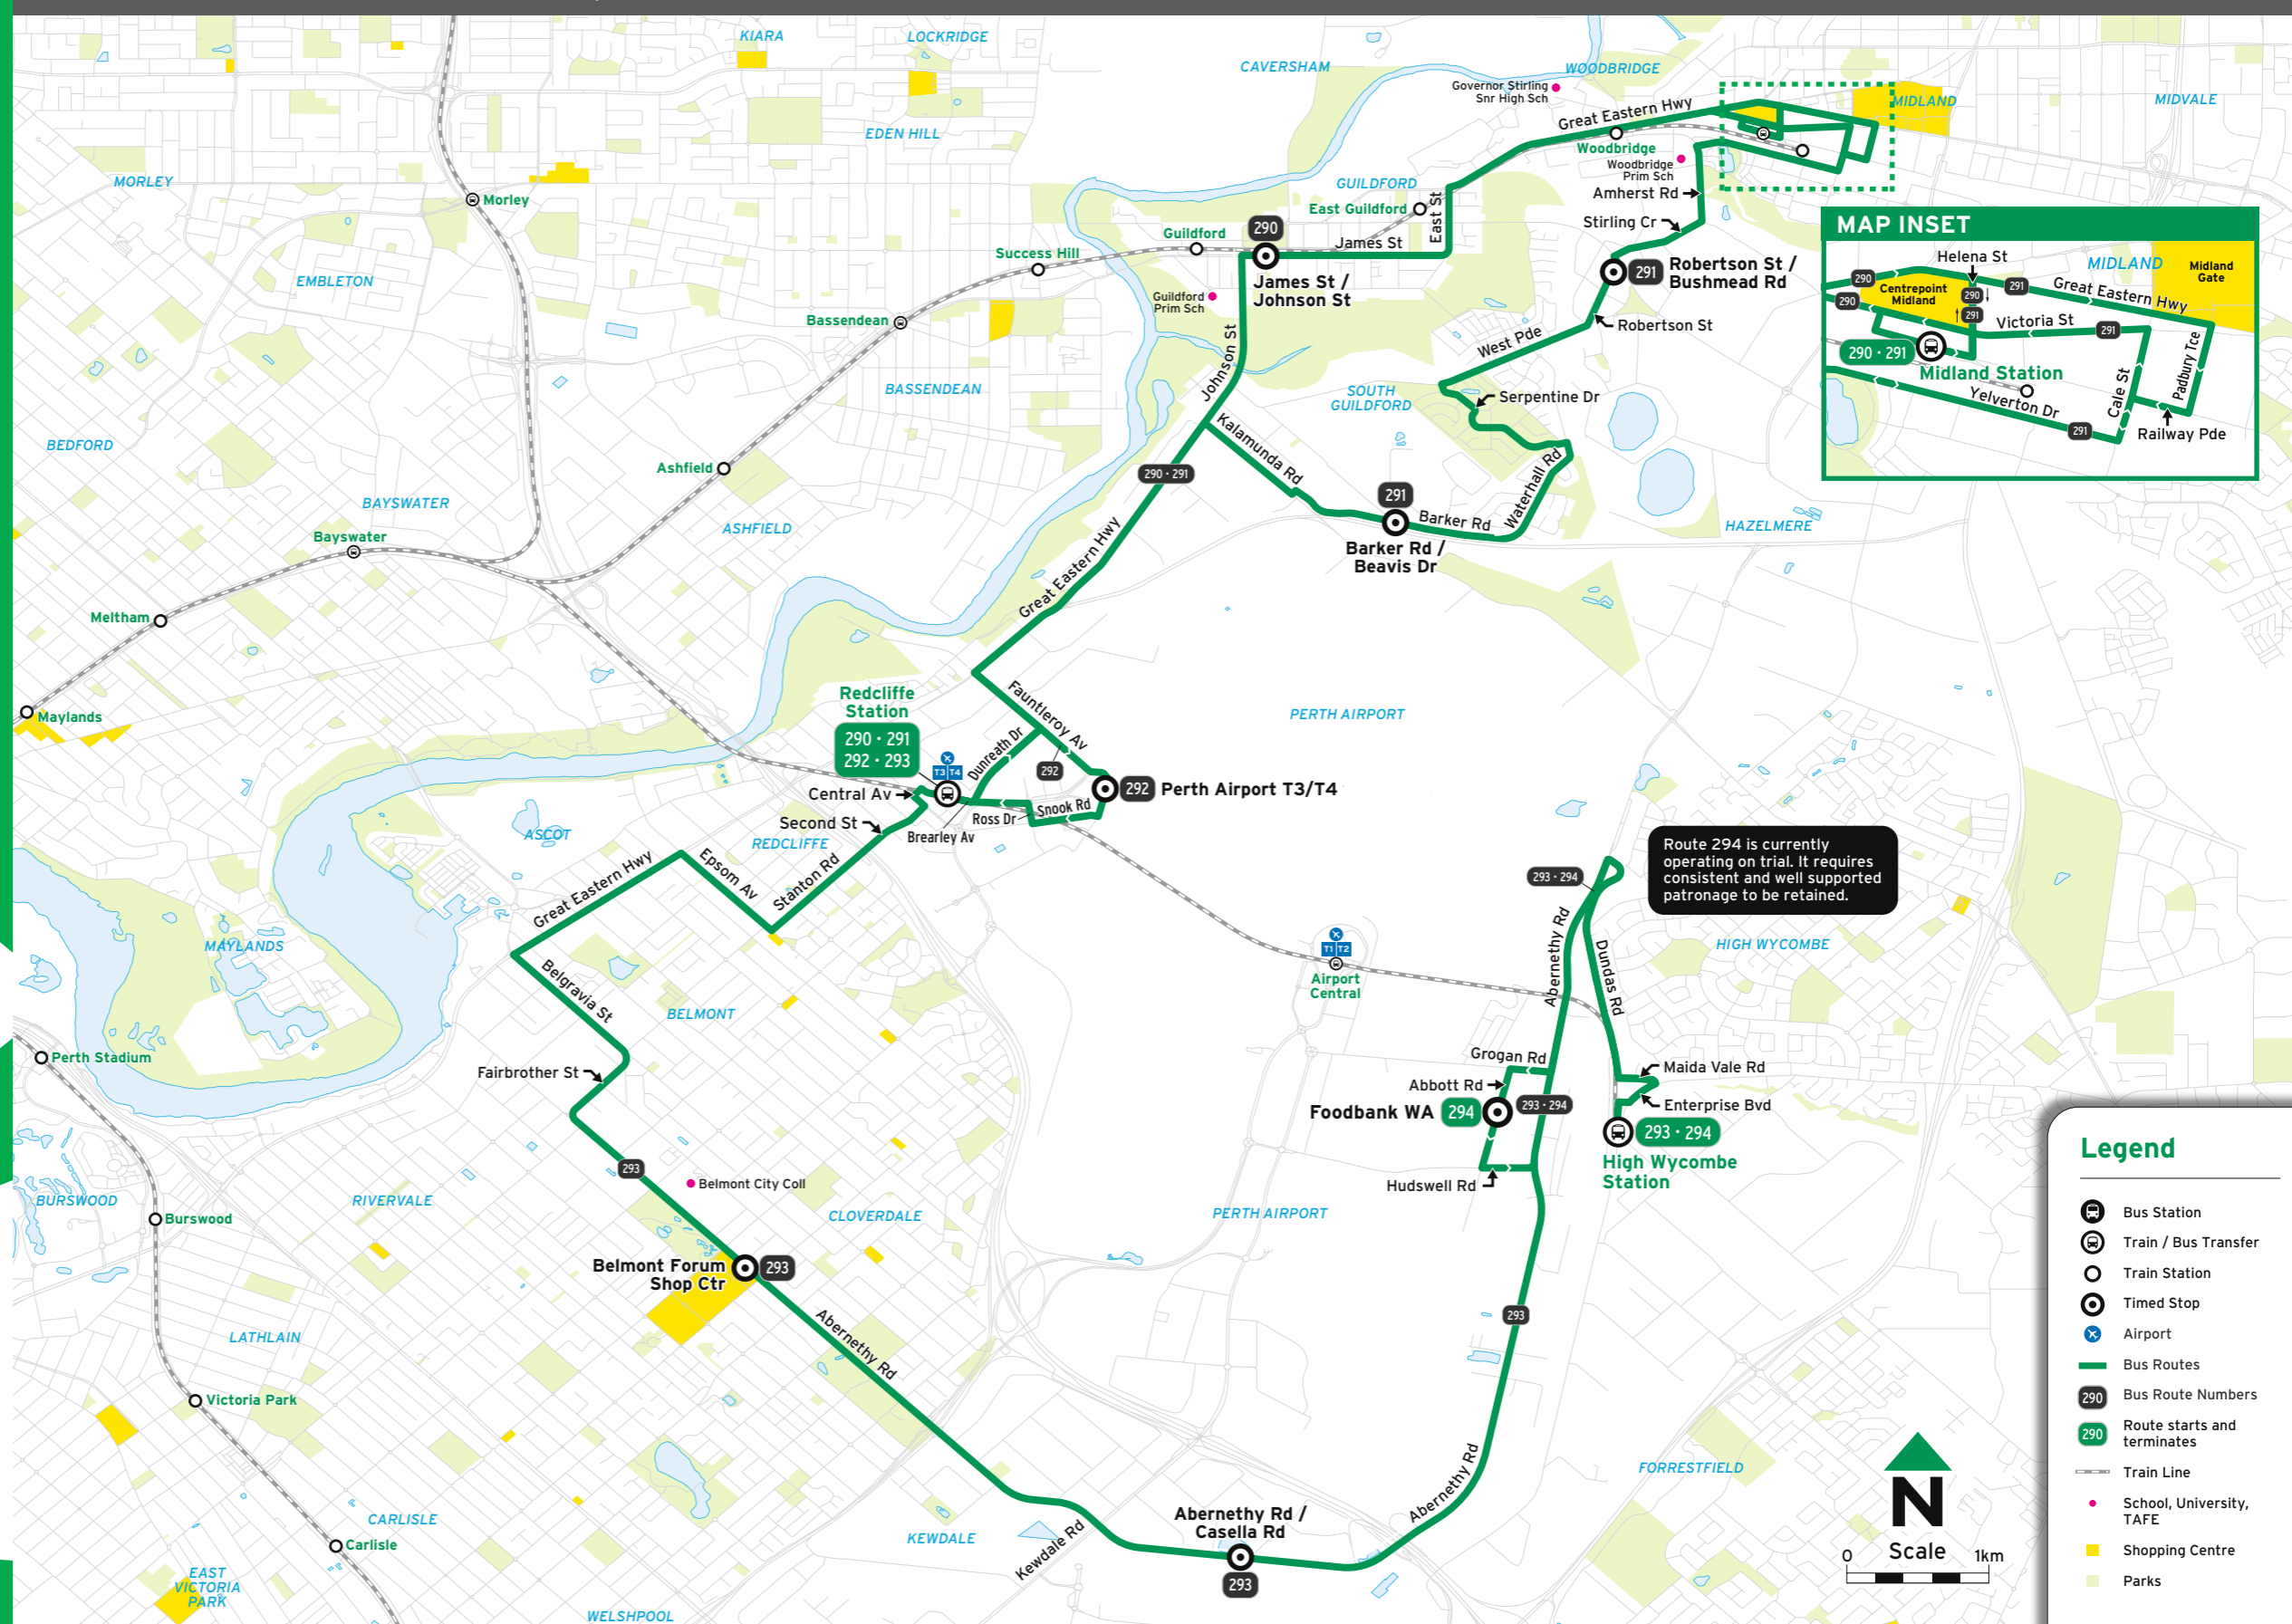 KIARA
LOCKRIDGE
CAVERSHAM
WOODBRIDGE
MIDLAND
MIDVALE
Governor Stirling
Snr High Sch
Great Eastern Hwy
EDEN HILL
Woodbridge
Woodbridge
Prim Sch
MORLEY
Morley
GUILDFORD
East Guildford
East St
Amherst Rd
Stirling Cr
290
Guildford
James St
Success Hill
James St /
Johnson St
291
Robertson St /
Bushmead Rd
EMBLETON
Guildford
Prim Sch
Bassendean
Johnson St
Robertson St
West Pde
BASSENDEAN
SOUTH
GUILDFORD
Serpentine Dr
MAP INSET
Helena St
MIDLAND
Midland
Gate
290
290
Centrepoint
Midland
290
291
291
Great Eastern Hwy
Victoria St
291
290 • 291
Midland Station
Padbury Tce
Cale St
Yelverton Dr
291
Railway Pde
BEDFORD
Ashfield
Kalamunda Rd
290 • 291
Waterhall Rd
BAYSWATER
291
ASHFIELD
Barker Rd
HAZELMERE
Bayswater
Barker Rd /
Beavis Dr
Great Eastern Hwy
Meltham
Redcliffe
Station
Fauntleroy Av
Maylands
PERTH AIRPORT
290 • 291
292 • 293
Dunreath Dr
T3 T4
292
292
Perth Airport T3/T4
Central Av
Snook Rd
Second St
Ross Dr
Brearley Av
ASCOT
REDCLIFFE
Epsom Av
Stanton Rd
Great Eastern Hwy
Route 294 is currently
operating on trial. It requires
consistent and well supported
patronage to be retained.
293 • 294
MAYLANDS
T1 T2
Airport
Central
Abernethy Rd
Dundas Rd
HIGH WYCOMBE
Belgravia St
BELMONT
Perth Stadium
Fairbrother St
Grogan Rd
Maida Vale Rd
Abbott Rd
Enterprise Bvd
Foodbank WA
294
293 • 294
293 • 294
High Wycombe
Station
293
Belmont City Coll
Hudswell Rd
BURSWOOD
RIVERVALE
Burswood
CLOVERDALE
PERTH AIRPORT
Belmont Forum
Shop Ctr
293
Abernethy Rd
293
LATHLAIN
Victoria Park
Abernethy Rd
FORRESTFIELD
Abernethy Rd /
Casella Rd
CARLISLE
Carlisle
KEWDALE
Kewdale Rd
293
EAST
VICTORIA
PARK
WELSHPOOL
N
Scale
0
1km
Legend
Bus Station
Train / Bus Transfer
Train Station
Timed Stop
Airport
Bus Routes
290
Bus Route Numbers
290
Route starts and
terminates
Train Line
School, University,
TAFE
Shopping Centre
Parks